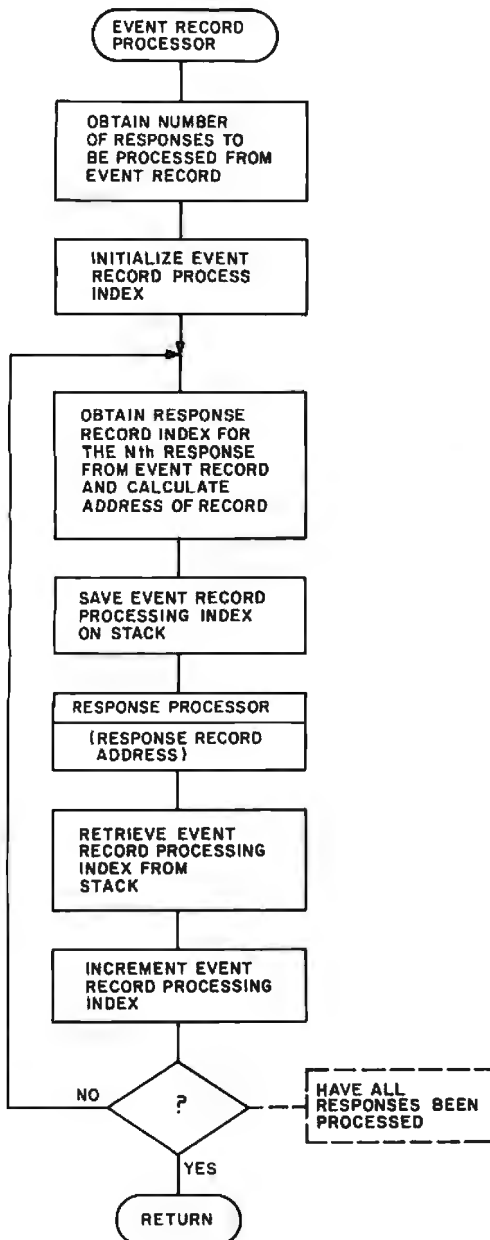 EVENT RECORD
PROCESSOR
OBTAIN NUMBER
OF RESPONSES TO
BE PROCESSED FROM
EVENT RECORD
INITIALIZE EVENT
RECORD PROCESS
INDEX
OBTAIN RESPONSE
RECORD INDEX FOR
THE Nth RESPONSE
FROM EVENT RECORD
AND CALCULATE
ADDRESS OF RECORD
SAVE EVENT RECORD
PROCESSING INDEX
ON STACK
RESPONSE PROCESSOR
(RESPONSE RECORD
ADDRESS)
RETRIEVE EVENT
RECORD PROCESSING
INDEX FROM
STACK
INCREMENT EVENT
RECORD PROCESSING
INDEX
NO
?
HAVE ALL
RESPONSES BEEN
PROCESSED
YES
RETURN